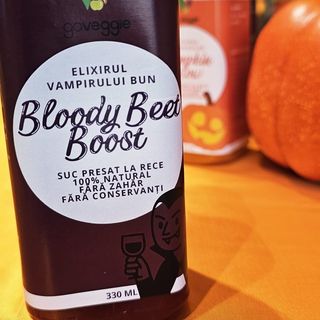 goveggie
ELIXIRUL
VAMPIRULUI BUN
Bloody Beet
Boost
SUC PRESAT LA RECE
100% NATURAL
FĂRĂ ZAHĂR
FĂRĂ CONSERVANȚI
330 ML